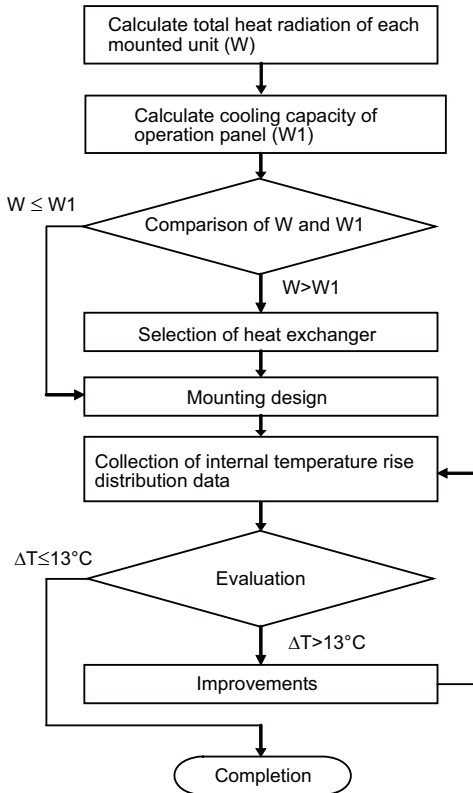 Calculate total heat radiation of each
mounted unit (W)
Calculate cooling capacity of
operation panel (W1)
W ≤ W1
Comparison of W and W1
W>W1
Selection of heat exchanger
Mounting design
Collection of internal temperature rise
distribution data
ΔT≤13°C
Evaluation
ΔT>13°C
Improvements
Completion